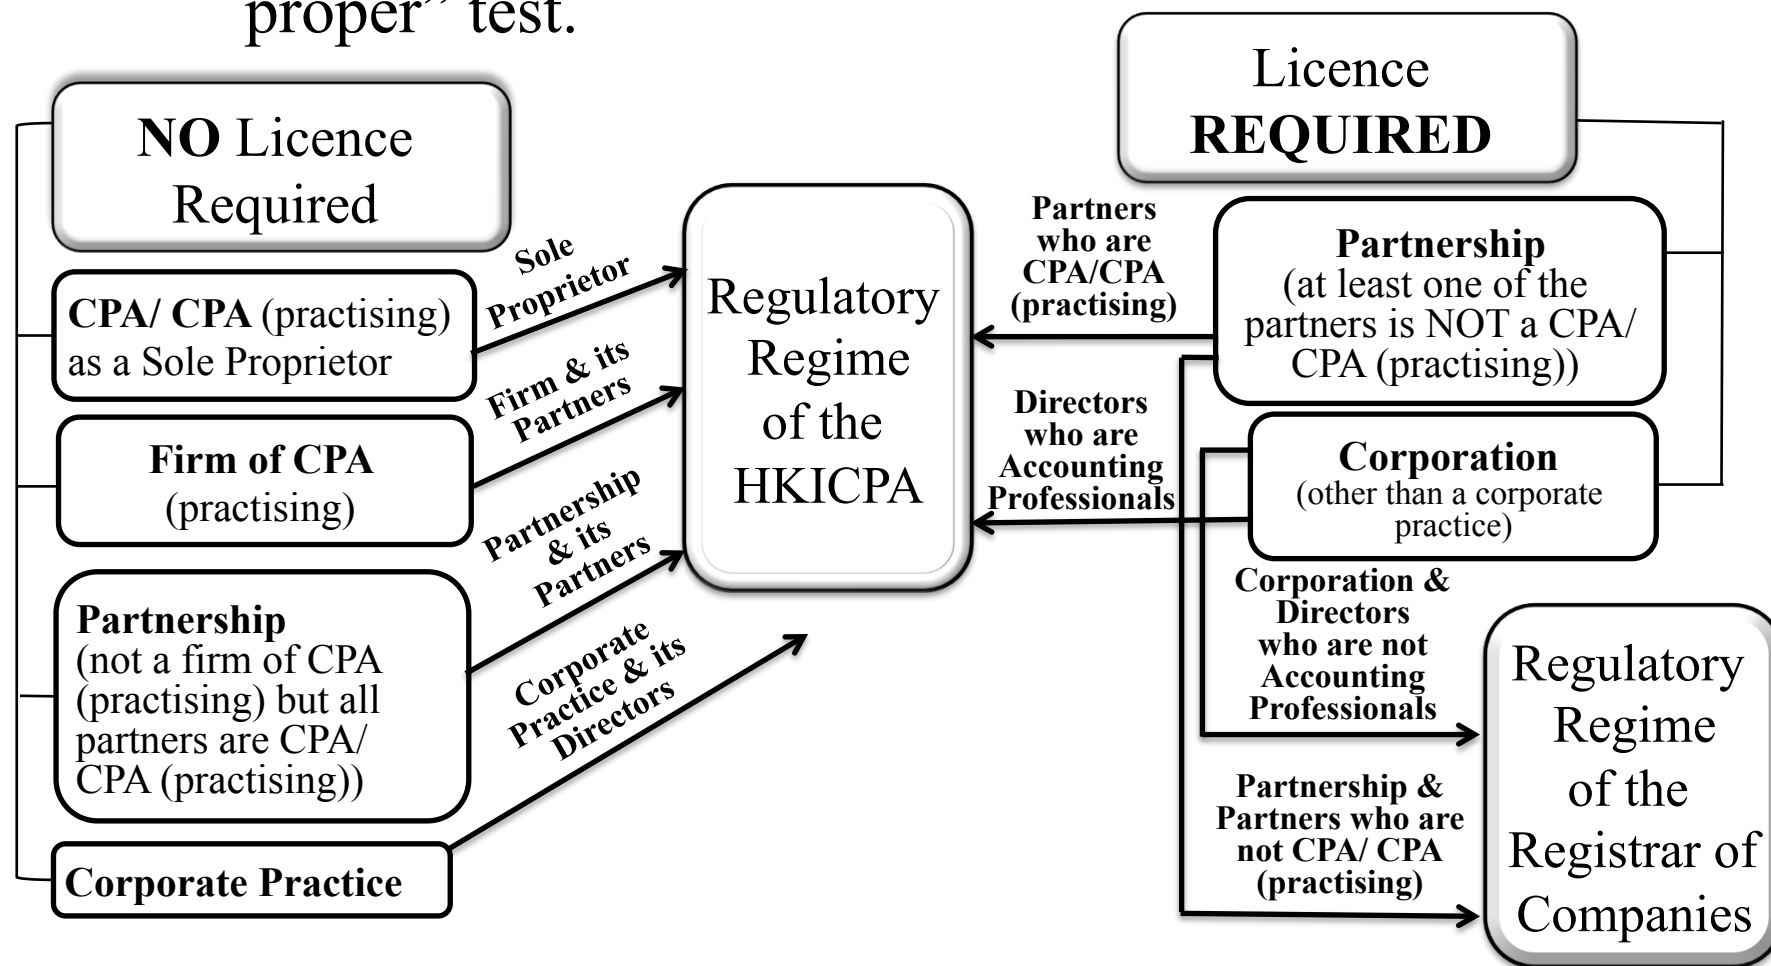 proper” test.
NO Licence
Required
CPA/ CPA (practising)
as a Sole Proprietor
Firm of CPA
(practising)
Partnership
(not a firm of CPA
(practising) but all
partners are CPA/
CPA (practising))
Corporate Practice
Sole
Proprietor
Firm & its
Partners
Partnership
& its
Partners
Corporate
Practice & its
Directors
Regulatory
Regime
of the
HKICPA
Partners
who are
CPA/CPA
(practising)
Directors
who are
Accounting
Professionals
Licence
REQUIRED
Partnership
(at least one of the
partners is NOT a CPA/
CPA (practising))
Corporation
(other than a corporate
practice)
Corporation &
Directors
who are not
Accounting
Professionals
Partnership &
Partners who are
not CPA/ CPA
(practising)
Regulatory
Regime
of the
Registrar of
Companies